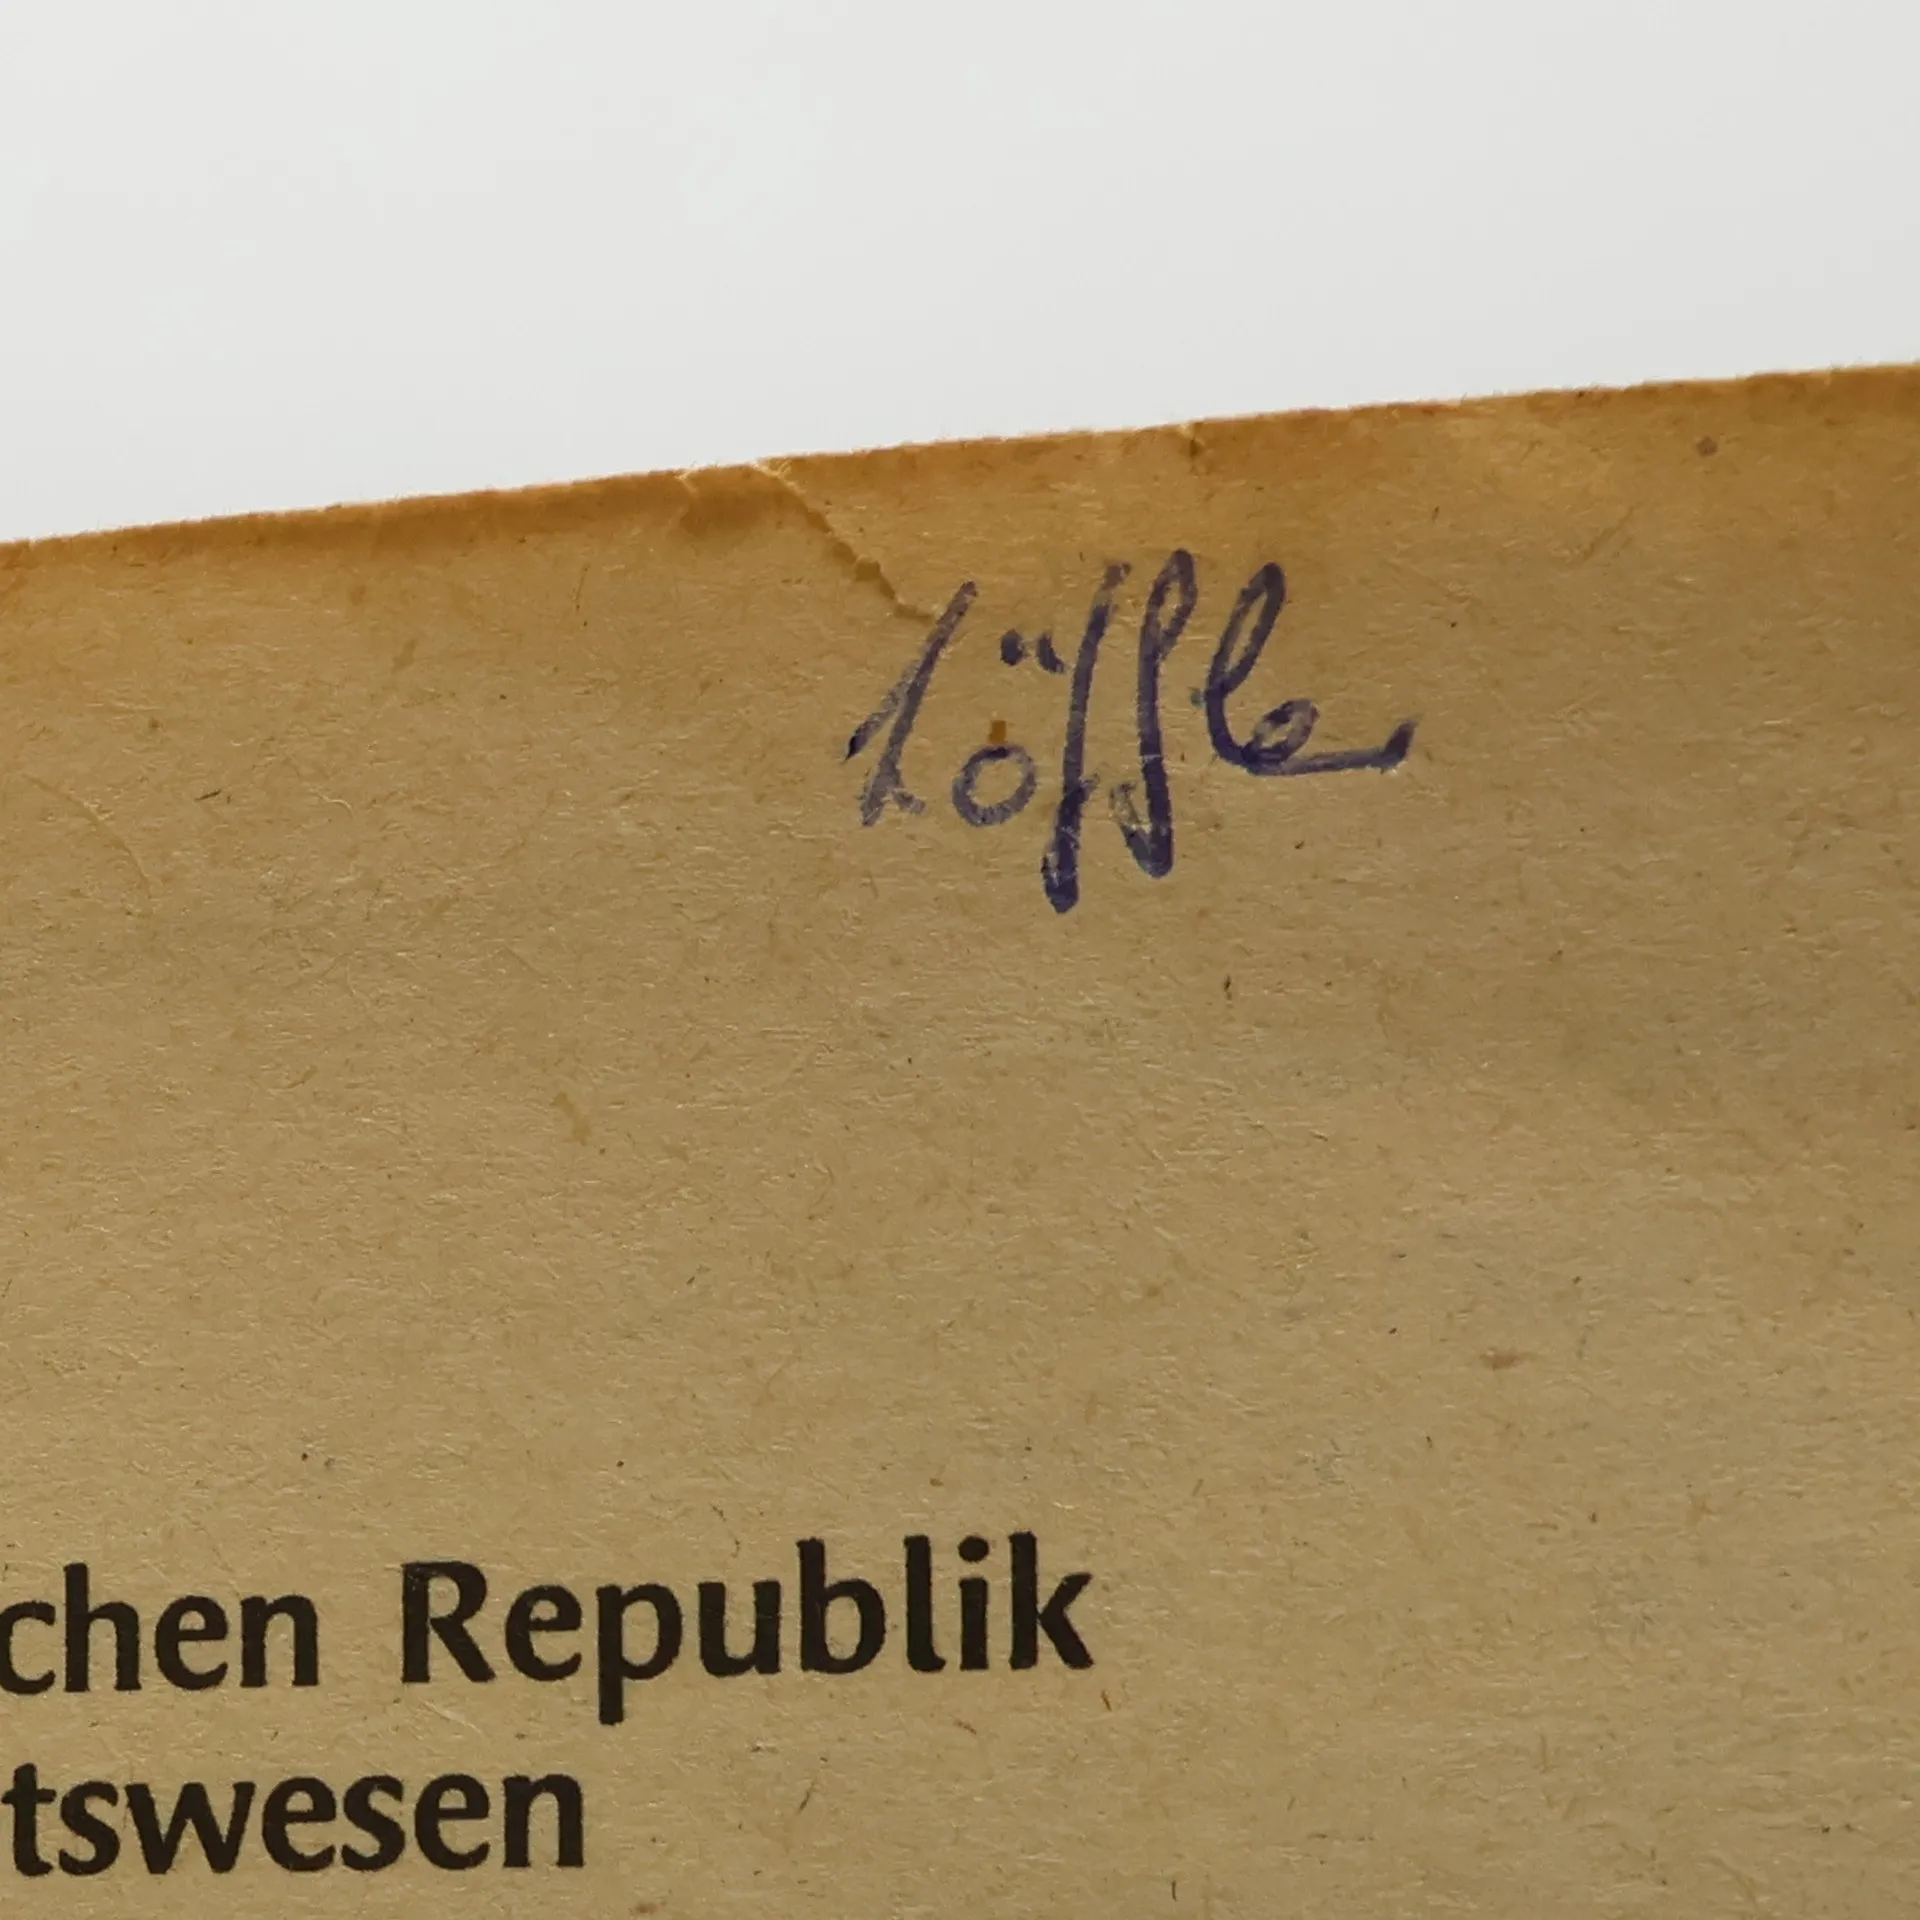 Löffle
chen Republik
tswesen